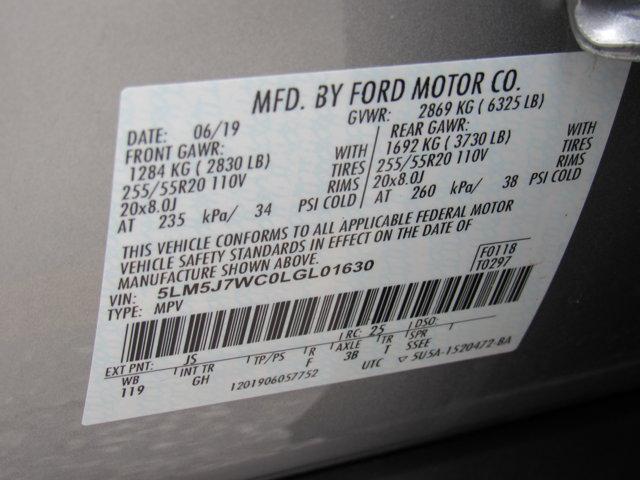 MFD. BY FORD MOTOR CO.
DATE: 06/19 GVWR: 2869 KG ( 6325 LB)
FRONT GAWR: REAR GAWR:
1284 KG ( 2830 LB) WITH 1692 KG ( 3730 LB) WITH
255/55R20 110V TIRES 255/55R20 110V TIRES
20x8.0J RIMS 20x8.0J RIMS
AT 235 kPa/ 34 PSI COLD AT 260 kPa/ 38 PSI COLD
THIS VEHICLE CONFORMS TO ALL APPLICABLE FEDERAL MOTOR
VEHICLE SAFETY STANDARDS IN EFFECT ON THE DATE OF
MANUFACTURE SHOWN ABOVE. F0118
VIN: 5LM5J7WC0LGL01630 T0297
TYPE: MPV
EXT PNT: JS RC: 25 DSO:
WB INT TR TP/PS R AXLE TR SPR
119 GH F 3B T SSEE
1201906057752 UTC ▽ 5U5A-1520472-BA